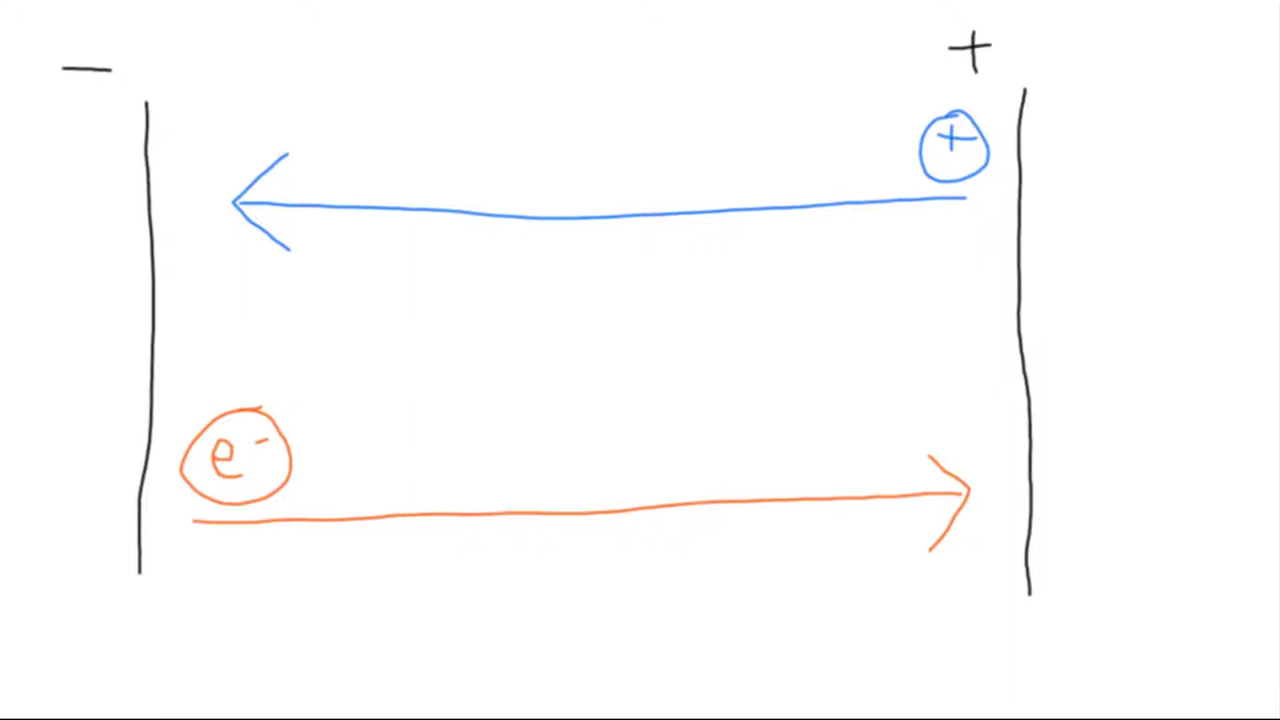 − +
+
e⁻